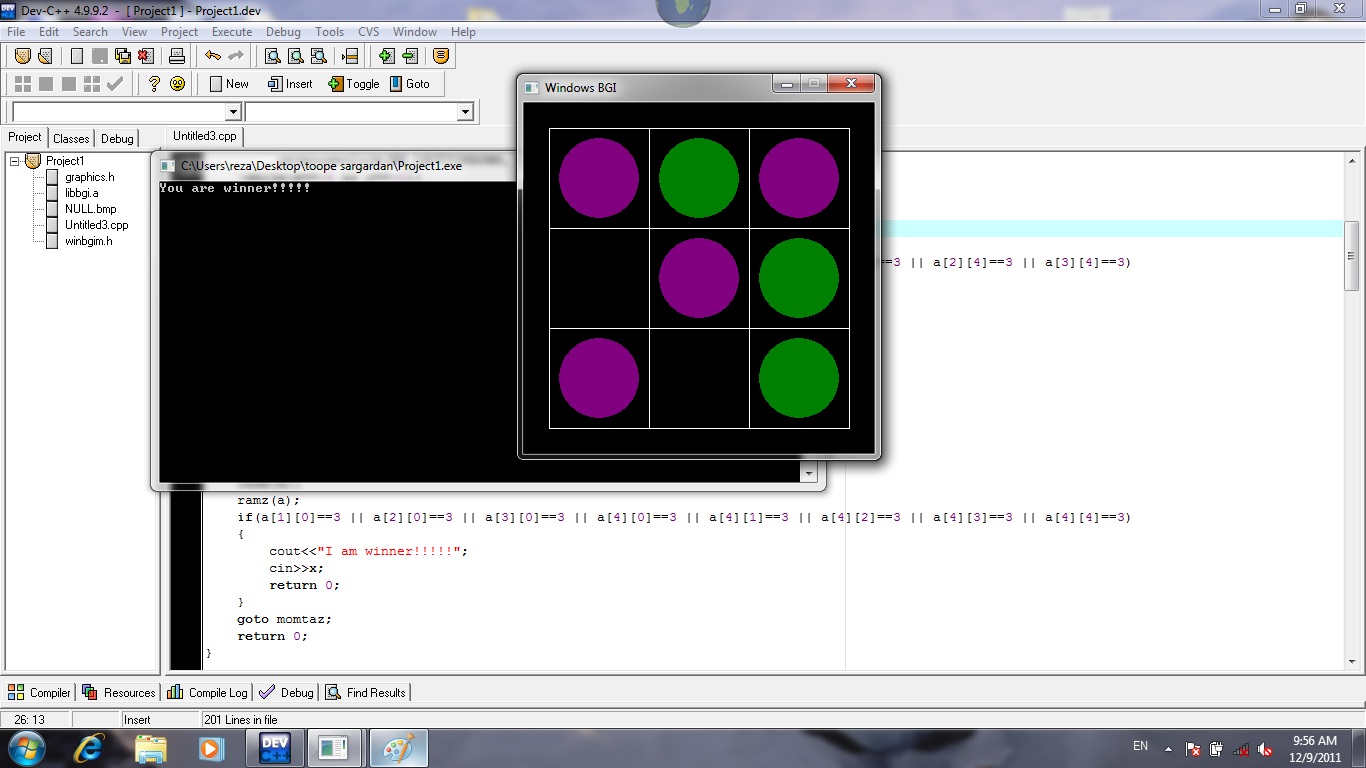 Dev-C++ 4.9.9.2 - [ Project1 ] - Project1.dev
File Edit Search View Project Execute Debug Tools CVS Window Help
New Insert Toggle Goto
Project Classes Debug Untitled3.cpp
Project1
graphics.h
libbgi.a
NULL.bmp
Untitled3.cpp
winbgim.h
C:\Users\reza\Desktop\toope sargardan\Project1.exe
You are winner!!!!!
Windows BGI
==3 || a[2][4]==3 || a[3][4]==3)
ramz(a);
if(a[1][0]==3 || a[2][0]==3 || a[3][0]==3 || a[4][0]==3 || a[4][1]==3 || a[4][2]==3 || a[4][3]==3 || a[4][4]==3)
{
cout<<"I am winner!!!!!";
cin>>x;
return 0;
}
goto momtaz;
return 0;
}
Compiler Resources Compile Log Debug Find Results
26: 13 Insert 201 Lines in file
DEV C++ EN 9:56 AM
12/9/2011